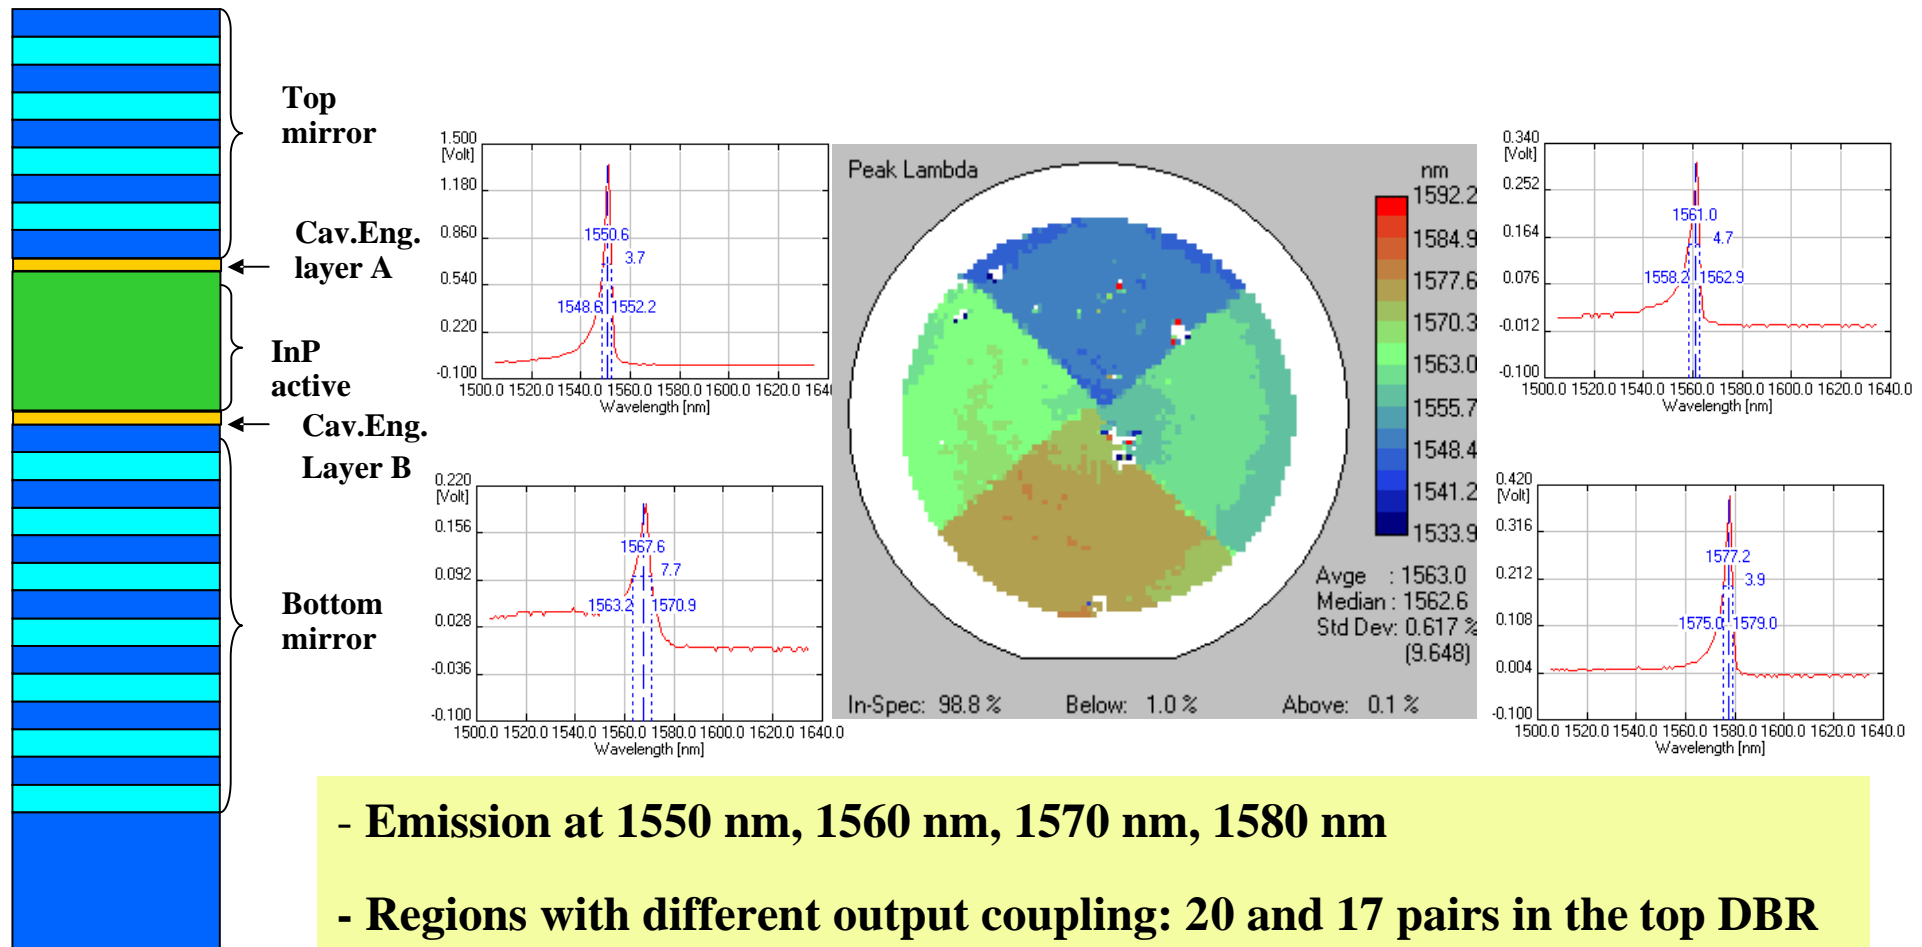 Top
mirror
Cav.Eng.
layer A
InP
active
Cav.Eng.
Layer B
Bottom
mirror
1.500
[Volt]
1.180
0.860
0.540
0.220
-0.100
1550.6
3.7
1548.6
1552.2
1500.0 1520.0 1540.0 1560.0 1580.0 1600.0 1620.0 1640
Wavelength [nm]
0.220
[Volt]
0.156
0.092
0.028
-0.036
-0.100
1567.6
7.7
1563.2
1570.9
1500.0 1520.0 1540.0 1560.0 1580.0 1600.0 1620.0 1640.0
Wavelength [nm]
Peak Lambda
nm
1592.2
1584.9
1577.6
1570.3
1563.0
1555.7
1548.4
1541.2
1533.9
Avge : 1563.0
Median : 1562.6
Std Dev: 0.617 %
(9.648)
In-Spec: 98.8 % Below: 1.0 % Above: 0.1 %
0.340
[Volt]
0.252
0.164
0.076
-0.012
-0.100
1561.0
4.7
1558.2
1562.9
1500.0 1520.0 1540.0 1560.0 1580.0 1600.0 1620.0 1640.0
Wavelength [nm]
0.420
[Volt]
0.316
0.212
0.108
0.004
-0.100
1577.2
3.9
1575.0
1579.0
1500.0 1520.0 1540.0 1560.0 1580.0 1600.0 1620.0 1640.0
Wavelength [nm]
- Emission at 1550 nm, 1560 nm, 1570 nm, 1580 nm
- Regions with different output coupling: 20 and 17 pairs in the top DBR